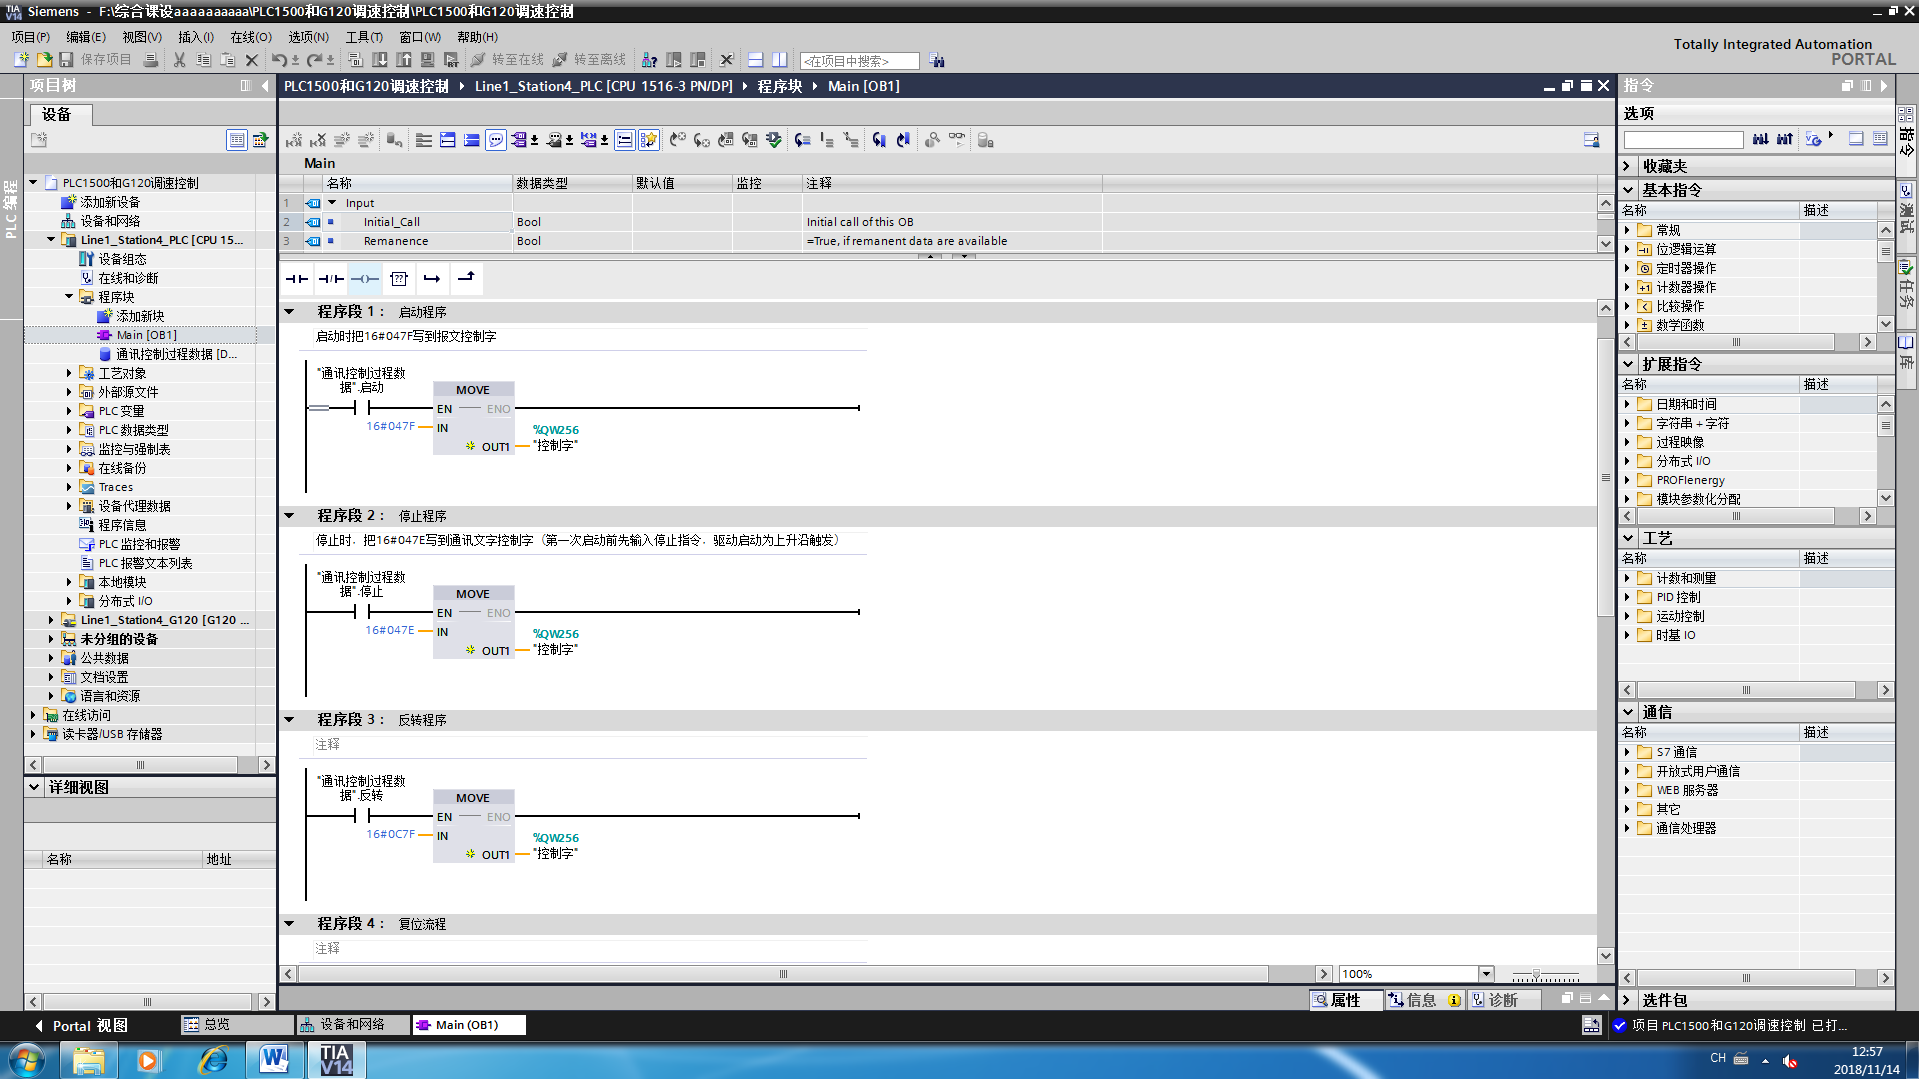 Siemens - F:\综合课设aaaaaaaaaa\PLC1500和G120调速控制\PLC1500和G120调速控制
项目(P) 编辑(E) 视图(V) 插入(I) 在线(O) 选项(N) 工具(T) 窗口(W) 帮助(H)
Totally Integrated Automation
PORTAL
保存项目 转至在线 转至离线 <在项目中搜索>
项目树
PLC1500和G120调速控制 Line1_Station4_PLC [CPU 1516-3 PN/DP] 程序块 Main [OB1]
指令
设备
选项
PLC 编程
Main
名称 数据类型 默认值 监控 注释
1 Input
2 Initial_Call Bool Initial call of this OB
3 Remanence Bool =True, if remanent data are available
PLC1500和G120调速控制
添加新设备
设备和网络
Line1_Station4_PLC [CPU 15...
设备组态
在线和诊断
程序块
添加新块
Main [OB1]
通讯控制过程数据 [D...
工艺对象
外部源文件
PLC 变量
PLC 数据类型
监控与强制表
在线备份
Traces
设备代理数据
程序信息
PLC 监控和报警
PLC 报警文本列表
本地模块
分布式 I/O
Line1_Station4_G120 [G120 ...
未分组的设备
公共数据
文档设置
语言和资源
在线访问
读卡器/USB 存储器
详细视图
名称 地址
程序段 1： 启动程序
启动时把16#047F写到报文控制字
"通讯控制过程数
据".启动
MOVE
EN ENO
16#047F IN
%QW256
OUT1 "控制字"
程序段 2： 停止程序
停止时，把16#047E写到通讯文字控制字（第一次启动前先输入停止指令，驱动启动为上升沿触发）
"通讯控制过程数
据".停止
MOVE
EN ENO
16#047E IN
%QW256
OUT1 "控制字"
程序段 3： 反转程序
注释
"通讯控制过程数
据".反转
MOVE
EN ENO
16#0C7F IN
%QW256
OUT1 "控制字"
程序段 4： 复位流程
注释
100%
属性 信息 诊断
收藏夹
基本指令
名称 描述
常规
位逻辑运算
定时器操作
计数器操作
比较操作
数学函数
扩展指令
名称 描述
日期和时间
字符串 + 字符
过程映像
分布式 I/O
PROFIenergy
模块参数化分配
工艺
名称 描述
计数和测量
PID 控制
运动控制
时基 IO
通信
名称 描述
S7 通信
开放式用户通信
WEB 服务器
其它
通信处理器
选件包
指令
测试
任务
库
Portal 视图 总览 设备和网络 Main (OB1)
项目 PLC1500和G120调速控制 已打...
CH
12:57
2018/11/14